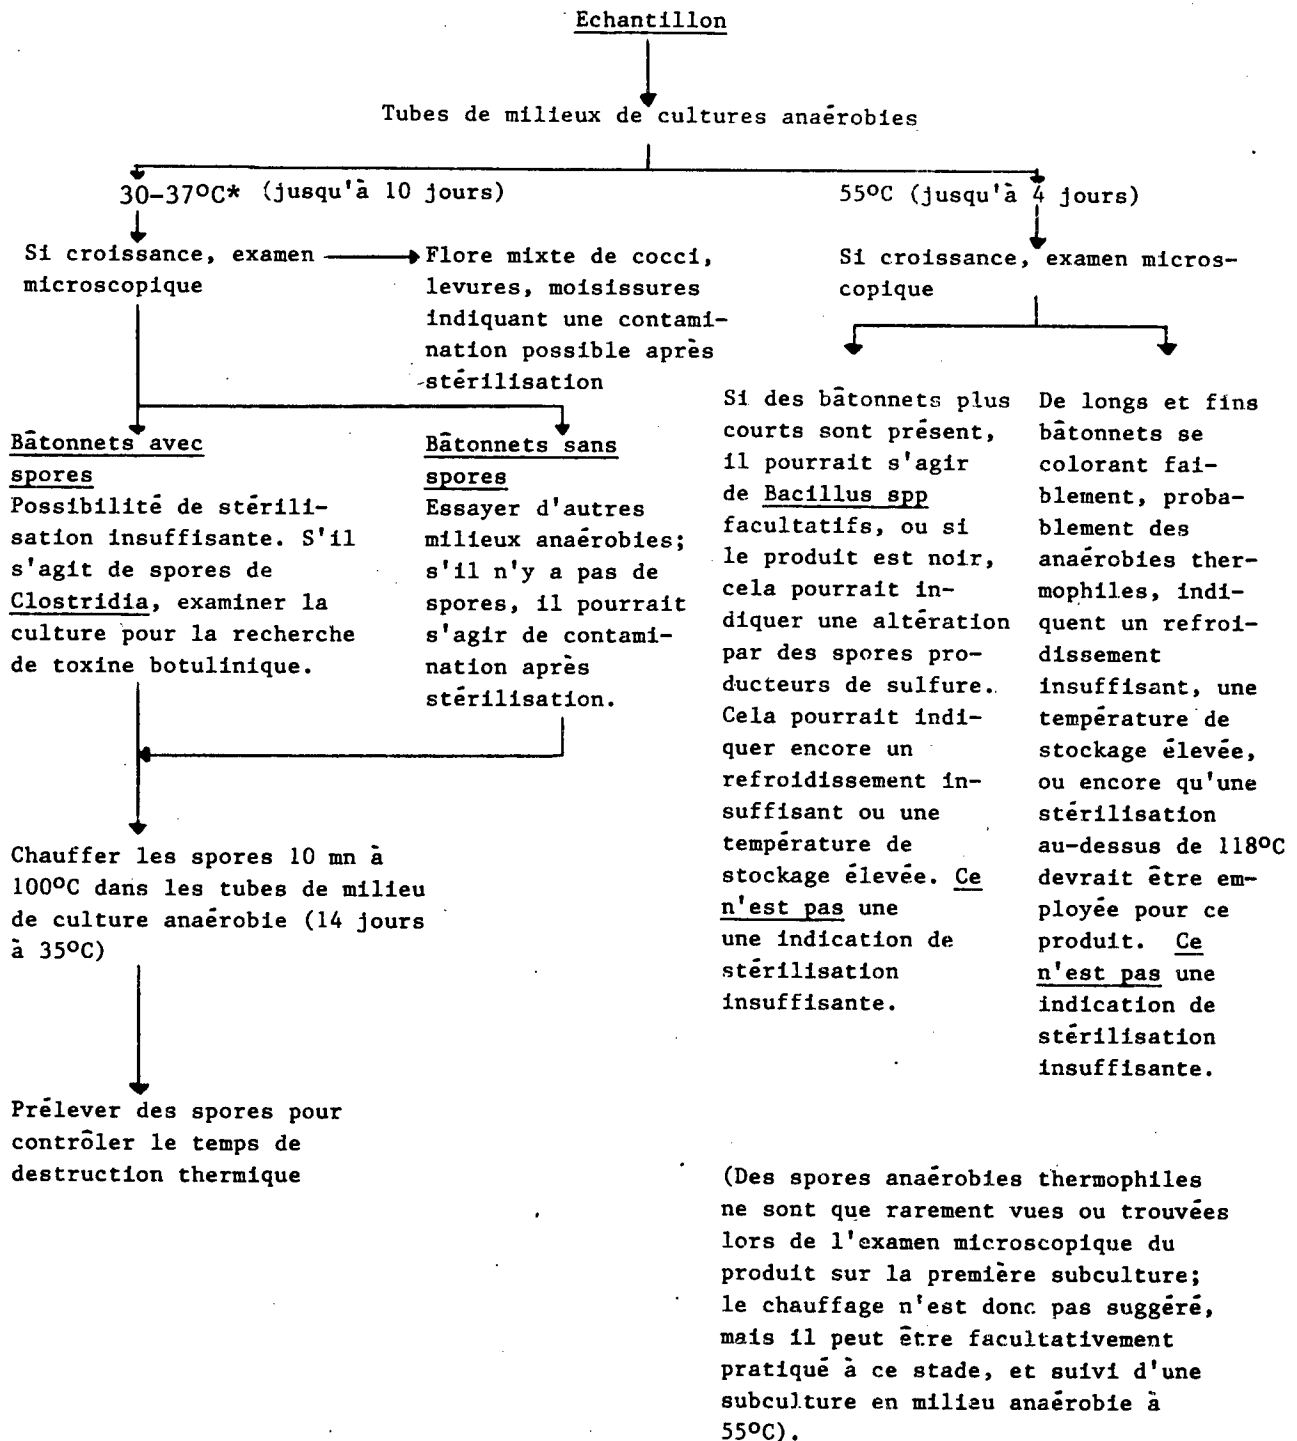 Echantillon
Tubes de milieux de cultures anaérobies
30-37°C* (jusqu'à 10 jours)
55°C (jusqu'à 4 jours)
Si croissance, examen
microscopique
Flore mixte de cocci,
levures, moisissures
indiquant une contami-
nation possible après
stérilisation
Si croissance, examen micros-
copique
Bâtonnets avec
spores
Possibilité de stérili-
sation insuffisante. S'il
s'agit de spores de
Clostridia, examiner la
culture pour la recherche
de toxine botulinique.
Bâtonnets sans
spores
Essayer d'autres
milieux anaérobies;
s'il n'y a pas de
spores, il pourrait
s'agir de contami-
nation après
stérilisation.
Si des bâtonnets plus
courts sont présent,
il pourrait s'agir
de Bacillus spp
facultatifs, ou si
le produit est noir,
cela pourrait in-
diquer une altération
par des spores pro-
ducteurs de sulfure.
Cela pourrait indi-
quer encore un
refroidissement in-
suffisant ou une
température de
stockage élevée. Ce
n'est pas une
une indication de
stérilisation
insuffisante.
De longs et fins
bâtonnets se
colorant fai-
blement, proba-
blement des
anaérobies ther-
mophiles, indi-
quent un refroi-
dissement
insuffisant, une
température de
stockage élevée,
ou encore qu'une
stérilisation
au-dessus de 118°C
devrait être em-
ployée pour ce
produit. Ce
n'est pas une
indication de
stérilisation
insuffisante.
Chauffer les spores 10 mn à
100°C dans les tubes de milieu
de culture anaérobie (14 jours
à 35°C)
Prélever des spores pour
contrôler le temps de
destruction thermique
(Des spores anaérobies thermophiles
ne sont que rarement vues ou trouvées
lors de l'examen microscopique du
produit sur la première subculture;
le chauffage n'est donc pas suggéré,
mais il peut être facultativement
pratiqué à ce stade, et suivi d'une
subculture en milieu anaérobie à
55°C).